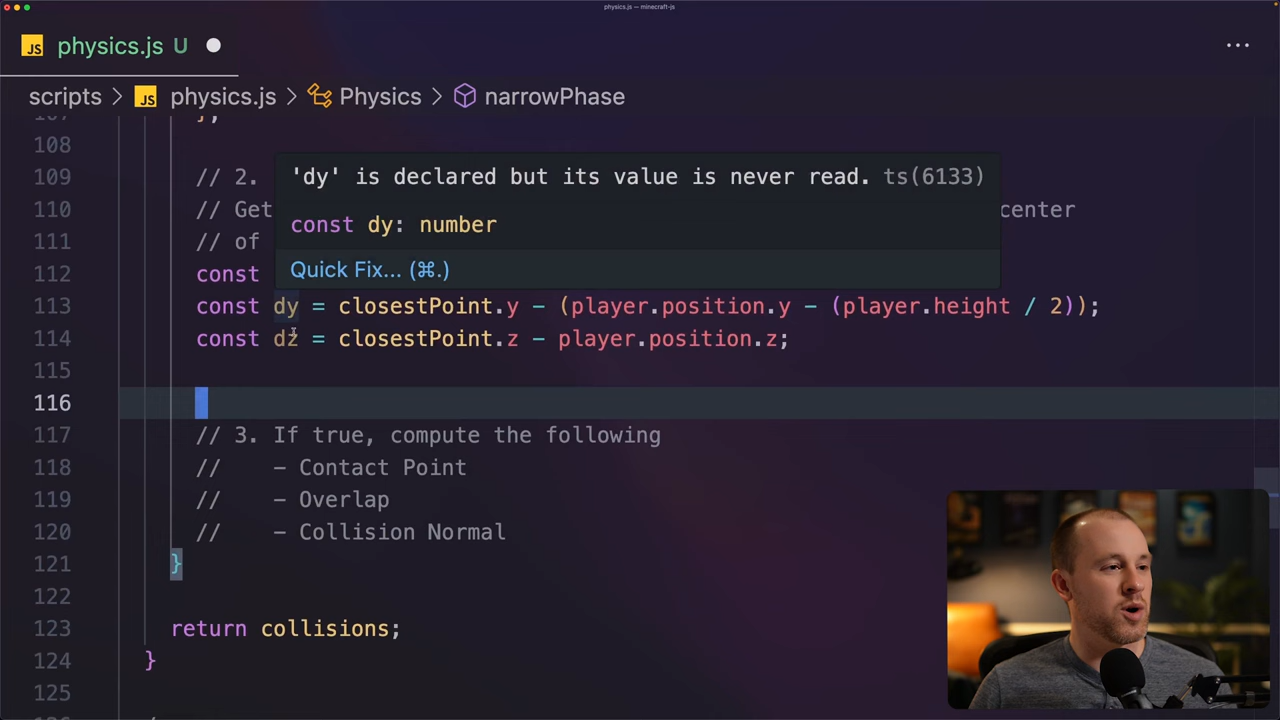 physics.js — minecraft-js
JS physics.js U
scripts > JS physics.js > Physics > narrowPhase
108
109 // 2.
110 // Get center
111 // of
112 const
'dy' is declared but its value is never read. ts(6133)
const dy: number
Quick Fix... (⌘.)
113 const dy = closestPoint.y - (player.position.y - (player.height / 2));
114 const dz = closestPoint.z - player.position.z;
115
116
117 // 3. If true, compute the following
118 // - Contact Point
119 // - Overlap
120 // - Collision Normal
121 }
122
123 return collisions;
124 }
125